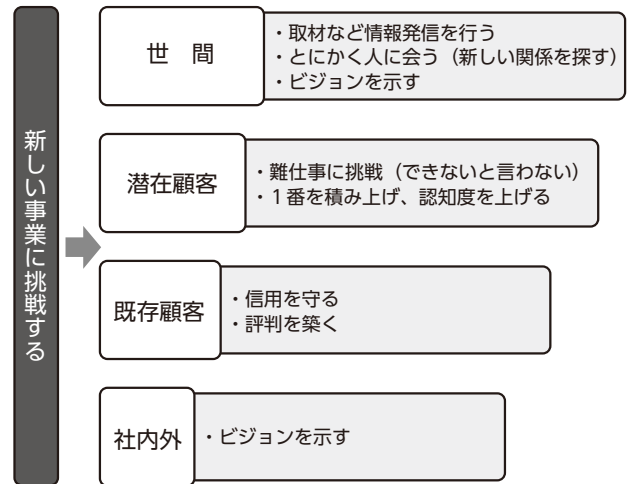 新しい事業に挑戦する
世　間
・取材など情報発信を行う
・とにかく人に会う（新しい関係を探す）
・ビジョンを示す
潜在顧客
・難仕事に挑戦（できないと言わない）
・１番を積み上げ、認知度を上げる
既存顧客
・信用を守る
・評判を築く
社内外
・ビジョンを示す